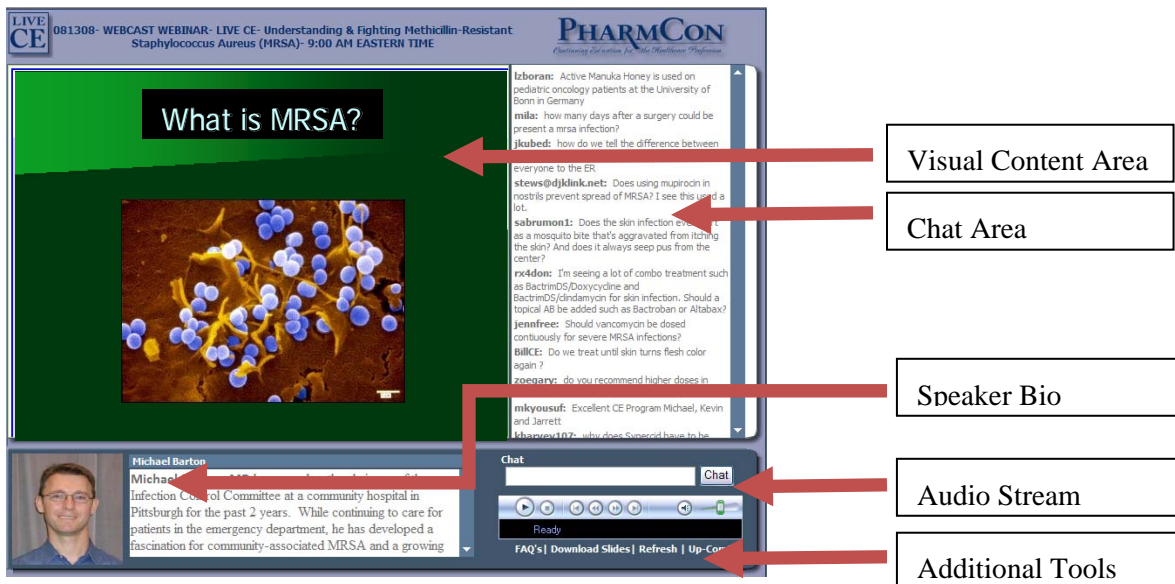 LIVE
CE
081308- WEBCAST WEBINAR- LIVE CE- Understanding & Fighting Methicillin-Resistant
Staphylococcus Aureus (MRSA)- 9:00 AM EASTERN TIME
PHARMCON
Continuing Education for the Healthcare Profession
What is MRSA?
lzboran: Active Manuka Honey is used on
pediatric oncology patients at the University of
Bonn in Germany
mila: how many days after a surgery could be
present a mrsa infection?
jkubed: how do we tell the difference between
everyone to the ER
stews@djklink.net: Does using mupirocin in
nostrils prevent spread of MRSA? I see this used a
lot.
sabrumon1: Does the skin infection
as a mosquito bite that's aggravated from itching
the skin? And does it always seep pus from the
center?
rx4don: I'm seeing a lot of combo treatment such
as BactrimDS/Doxycycline and
BactrimDS/clindamycin for skin infection. Should a
topical AB be added such as Bactroban or Altabax?
jennfree: Should vancomycin be dosed
contiuously for severe MRSA infections?
BillCE: Do we treat until skin turns flesh color
again ?
zoegary: do you recommend higher doses in
mkyousuf: Excellent CE Program Michael, Kevin
and Jarrett
kharvey107: why does Synercid have to be
Visual Content Area
Chat Area
Speaker Bio
Audio Stream
Additional Tools
Michael Barton
Infection Control Committee at a community hospital in
Pittsburgh for the past 2 years. While continuing to care for
patients in the emergency department, he has developed a
fascination for community-associated MRSA and a growing
Chat
Chat
Ready
FAQ's | Download Slides | Refresh |